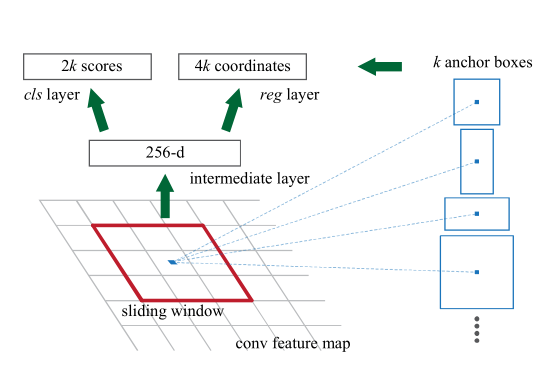 k anchor boxes
2k scores
4k coordinates
cls layer
reg layer
256-d
intermediate layer
sliding window
conv feature map